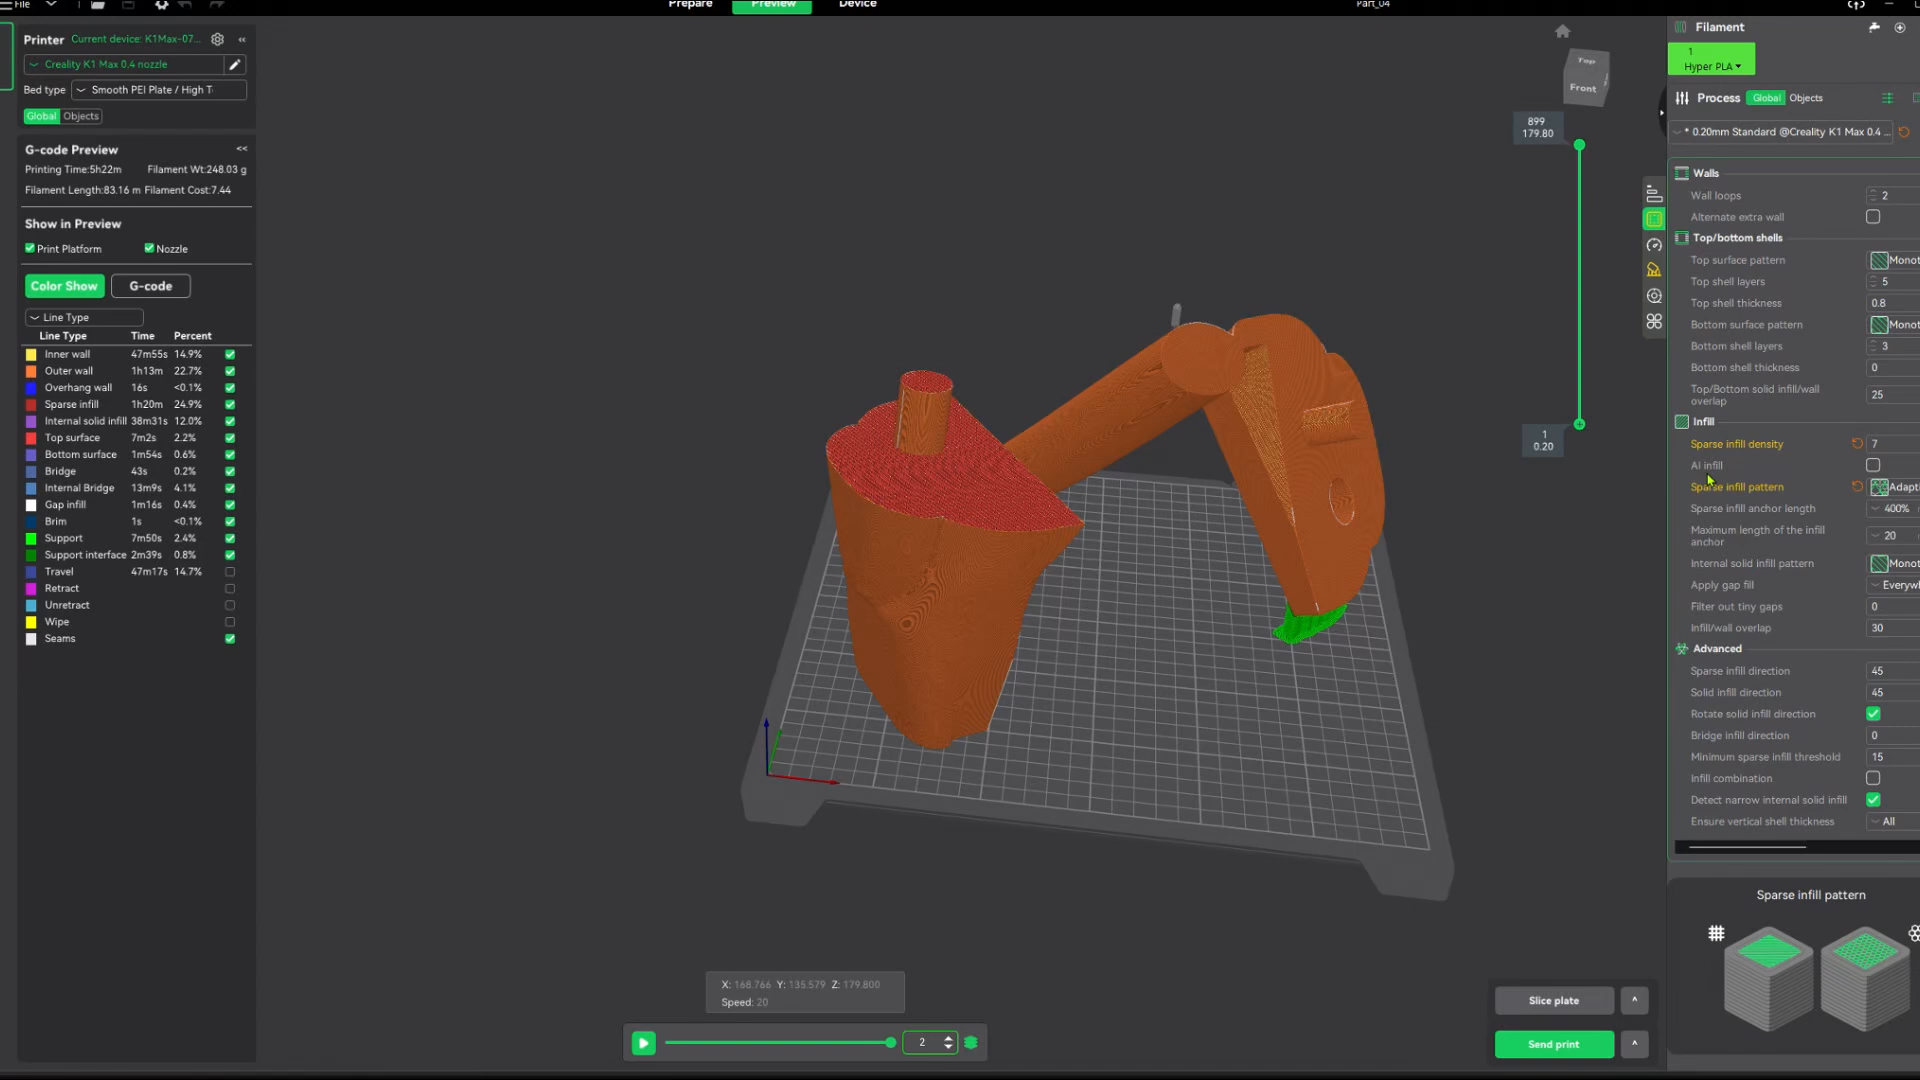 File
Prepare
Preview
Device
Part_04
Printer Current device: K1Max-07...
Creality K1 Max 0.4 nozzle
Bed type Smooth PEI Plate / High T
Global Objects
G-code Preview
Printing Time:5h22m Filament Wt:248.03 g
Filament Length:83.16 m Filament Cost:7.44
Show in Preview
Print Platform Nozzle
Color Show G-code
Line Type
Line Type Time Percent
Inner wall 47m55s 14.9%
Outer wall 1h13m 22.7%
Overhang wall 16s <0.1%
Sparse infill 1h20m 24.9%
Internal solid infill 38m31s 12.0%
Top surface 7m2s 2.2%
Bottom surface 1m54s 0.6%
Bridge 43s 0.2%
Internal Bridge 13m9s 4.1%
Gap infill 1m16s 0.4%
Brim 1s <0.1%
Support 7m50s 2.4%
Support interface 2m39s 0.8%
Travel 47m17s 14.7%
Retract
Unretract
Wipe
Seams
Top
Front
899
179.80
1
0.20
X: 168.766 Y: 135.579 Z: 179.800
Speed: 20
2
Slice plate
Send print
Filament
1
Hyper PLA
Process Global Objects
* 0.20mm Standard @Creality K1 Max 0.4 ...
Walls
Wall loops 2
Alternate extra wall
Top/bottom shells
Top surface pattern Monot
Top shell layers 5
Top shell thickness 0.8
Bottom surface pattern Monot
Bottom shell layers 3
Bottom shell thickness 0
Top/Bottom solid infill/wall
overlap 25
Infill
Sparse infill density 7
AI infill
Sparse infill pattern Adapti
Sparse infill anchor length 400%
Maximum length of the infill
anchor 20
Internal solid infill pattern Monot
Apply gap fill Everywh
Filter out tiny gaps 0
Infill/wall overlap 30
Advanced
Sparse infill direction 45
Solid infill direction 45
Rotate solid infill direction
Bridge infill direction 0
Minimum sparse infill threshold 15
Infill combination
Detect narrow internal solid infill
Ensure vertical shell thickness All
Sparse infill pattern